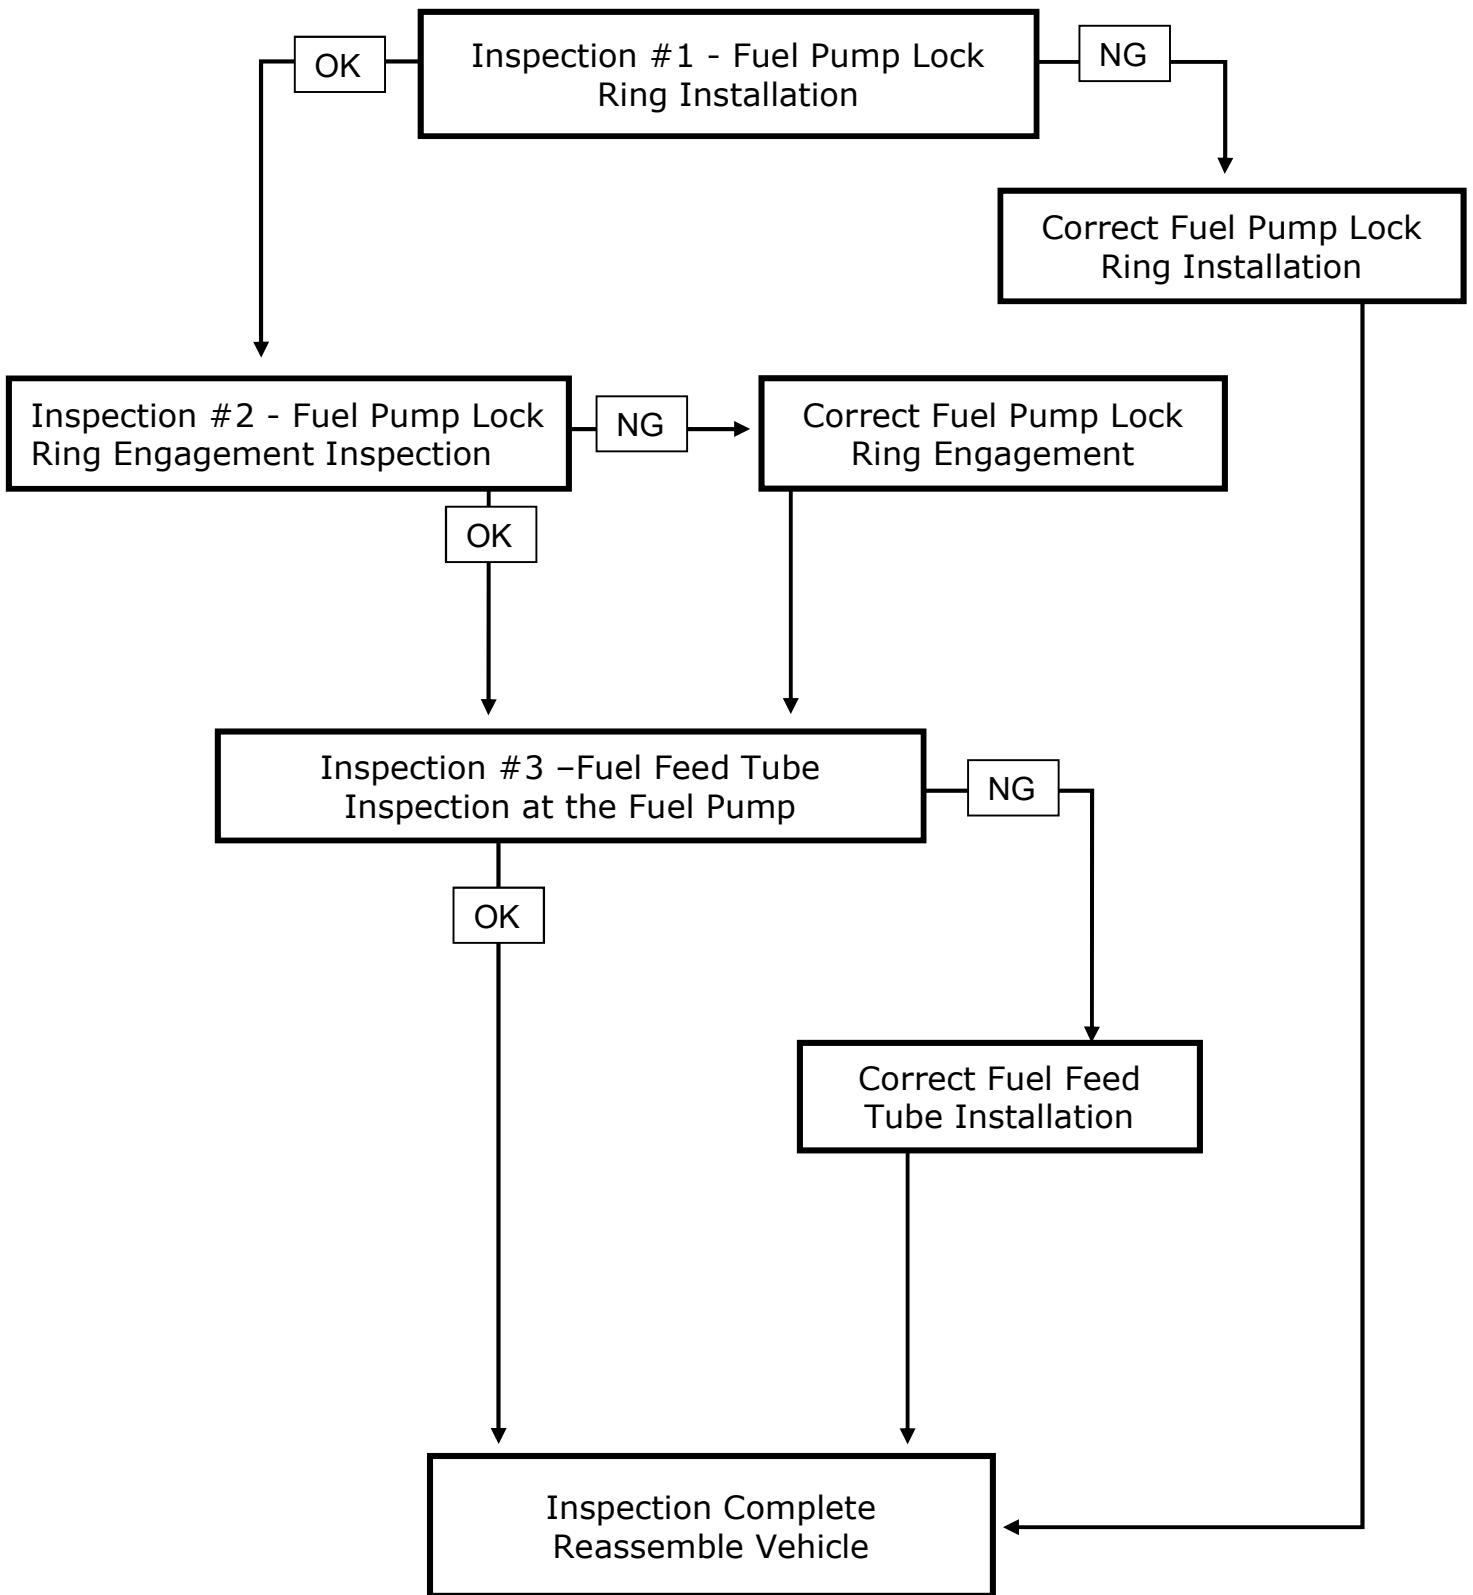 OK
Inspection #1 - Fuel Pump Lock
Ring Installation
NG
Correct Fuel Pump Lock
Ring Installation
Inspection #2 - Fuel Pump Lock
Ring Engagement Inspection
NG
Correct Fuel Pump Lock
Ring Engagement
OK
Inspection #3 –Fuel Feed Tube
Inspection at the Fuel Pump
NG
OK
Correct Fuel Feed
Tube Installation
Inspection Complete
Reassemble Vehicle